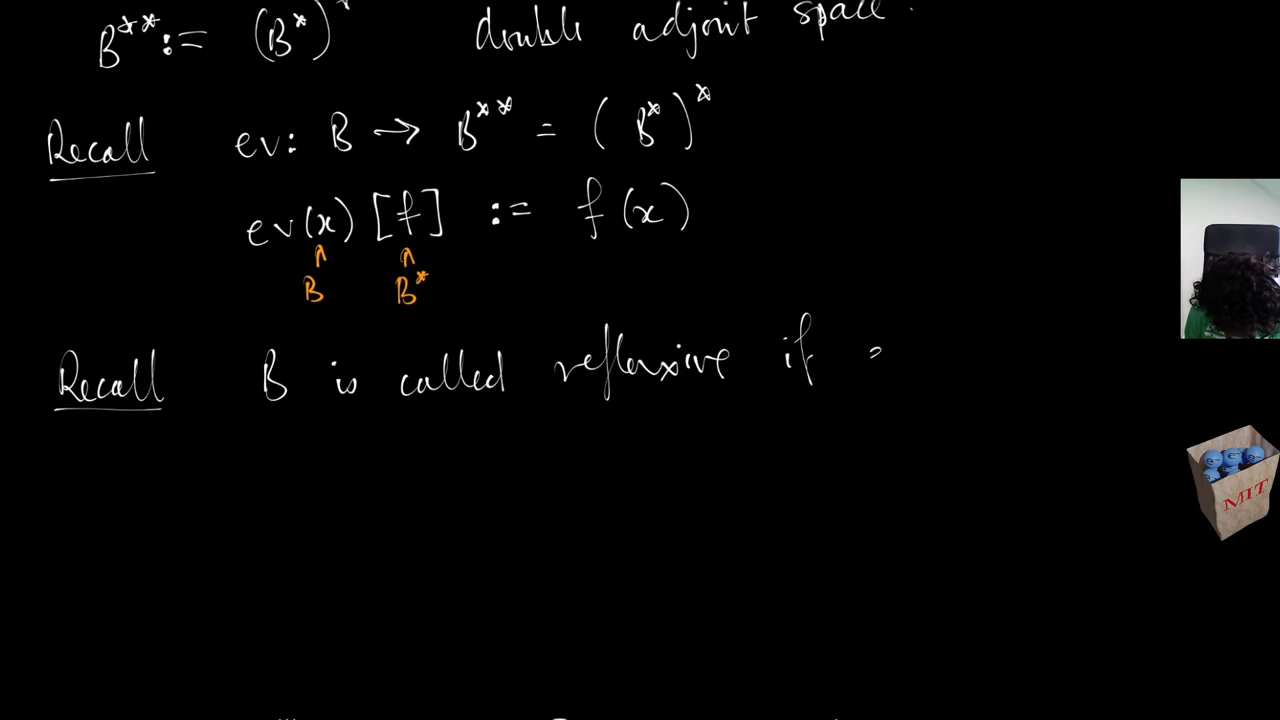 B** := (B*)* double adjoint space.
Recall ev: B → B** = (B*)*
ev(x) [f] := f(x)
↑ ↑
B B*
Recall B is called reflexive if
MIT